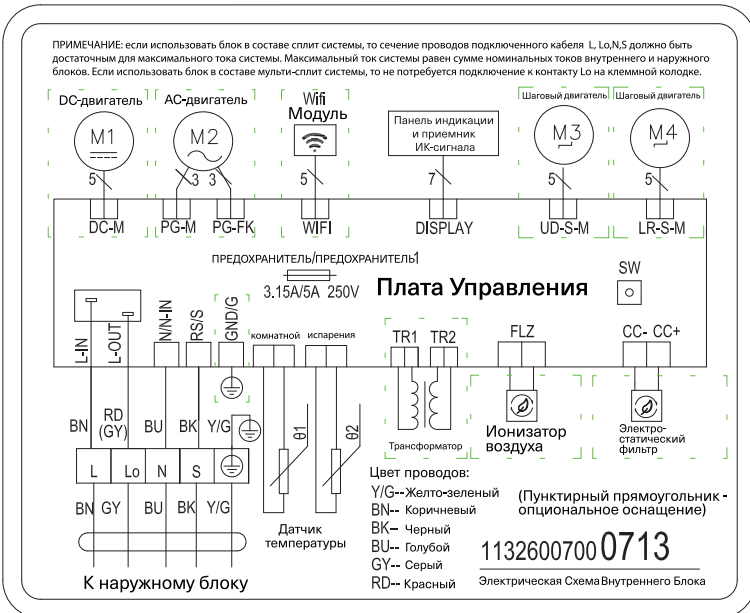 ПРИМЕЧАНИЕ: если использовать блок в составе сплит системы, то сечение проводов подключенного кабеля  L, Lo,N,S должно быть
достаточным для максимального тока системы. Максимальный ток системы равен сумме номинальных токов внутреннего и наружного
блоков. Если использовать блок в составе мульти-сплит системы, то не потребуется подключение к контакту Lo на клеммной колодке.
DC-двигатель
AC-двигатель
Wifi
Модуль
Панель индикации
и приемник
ИК-сигнала
Шаговый двигатель
Шаговый двигатель
M1
M2
M3
M4
5
3
3
5
7
5
5
DC-M
PG-M
PG-FK
WIFI
DISPLAY
UD-S-M
LR-S-M
ПРЕДОХРАНИТЕЛЬ/ПРЕДОХРАНИТЕЛЬ1
3.15A/5A 250V
Плата Управления
SW
L-IN
L-OUT
N/N-IN
RS/S
GND/G
комнатной
испарения
TR1
TR2
FLZ
CC- CC+
BN
RD
(GY)
BU
BK
Y/G
θ1
θ2
Трансформатор
Ионизатор
воздуха
Электро-
статический
фильтр
L
Lo
N
S
BN
GY
BU
BK
Y/G
Датчик
температуры
К наружному блоку
Цвет проводов:
Y/G--Желто-зеленый
BN-- Коричневый
BK– Черный
BU-- Голубой
GY-- Серый
RD-- Красный
(Пунктирный прямоугольник -
опциональное оснащение)
1132600700 0713
Электрическая Схема Внутреннего Блока